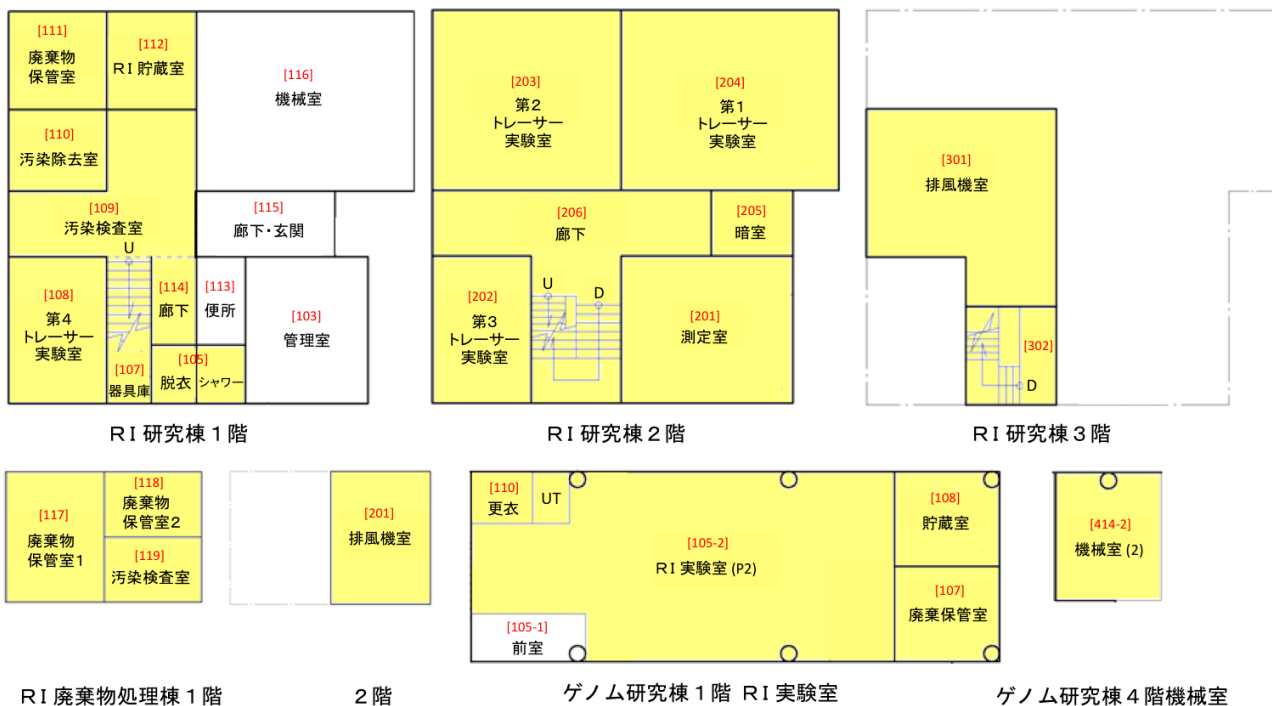 [111]
廃棄物
保管室
[112]
RI 貯蔵室
[116]
機械室
[110]
汚染除去室
[109]
汚染検査室
U
[115]
廊下・玄関
[108]
第4
トレーサー
実験室
[114]
廊下
[113]
便所
[103]
管理室
[107]
器具庫
[105]
脱衣
シャワー
RI 研究棟 1 階
[203]
第2
トレーサー
実験室
[204]
第1
トレーサー
実験室
[206]
廊下
[205]
暗室
[202]
第3
トレーサー
実験室
U
D
[201]
測定室
RI 研究棟 2 階
[301]
排風機室
[302]
D
RI 研究棟 3 階
[117]
廃棄物
保管室1
[118]
廃棄物
保管室2
[119]
汚染検査室
RI 廃棄物処理棟 1 階
[201]
排風機室
2 階
[110]
更衣
UT
[105-2]
RI 実験室 (P2)
[105-1]
前室
[108]
貯蔵室
[107]
廃棄保管室
ゲノム研究棟 1 階 RI 実験室
[414-2]
機械室 (2)
ゲノム研究棟 4 階機械室